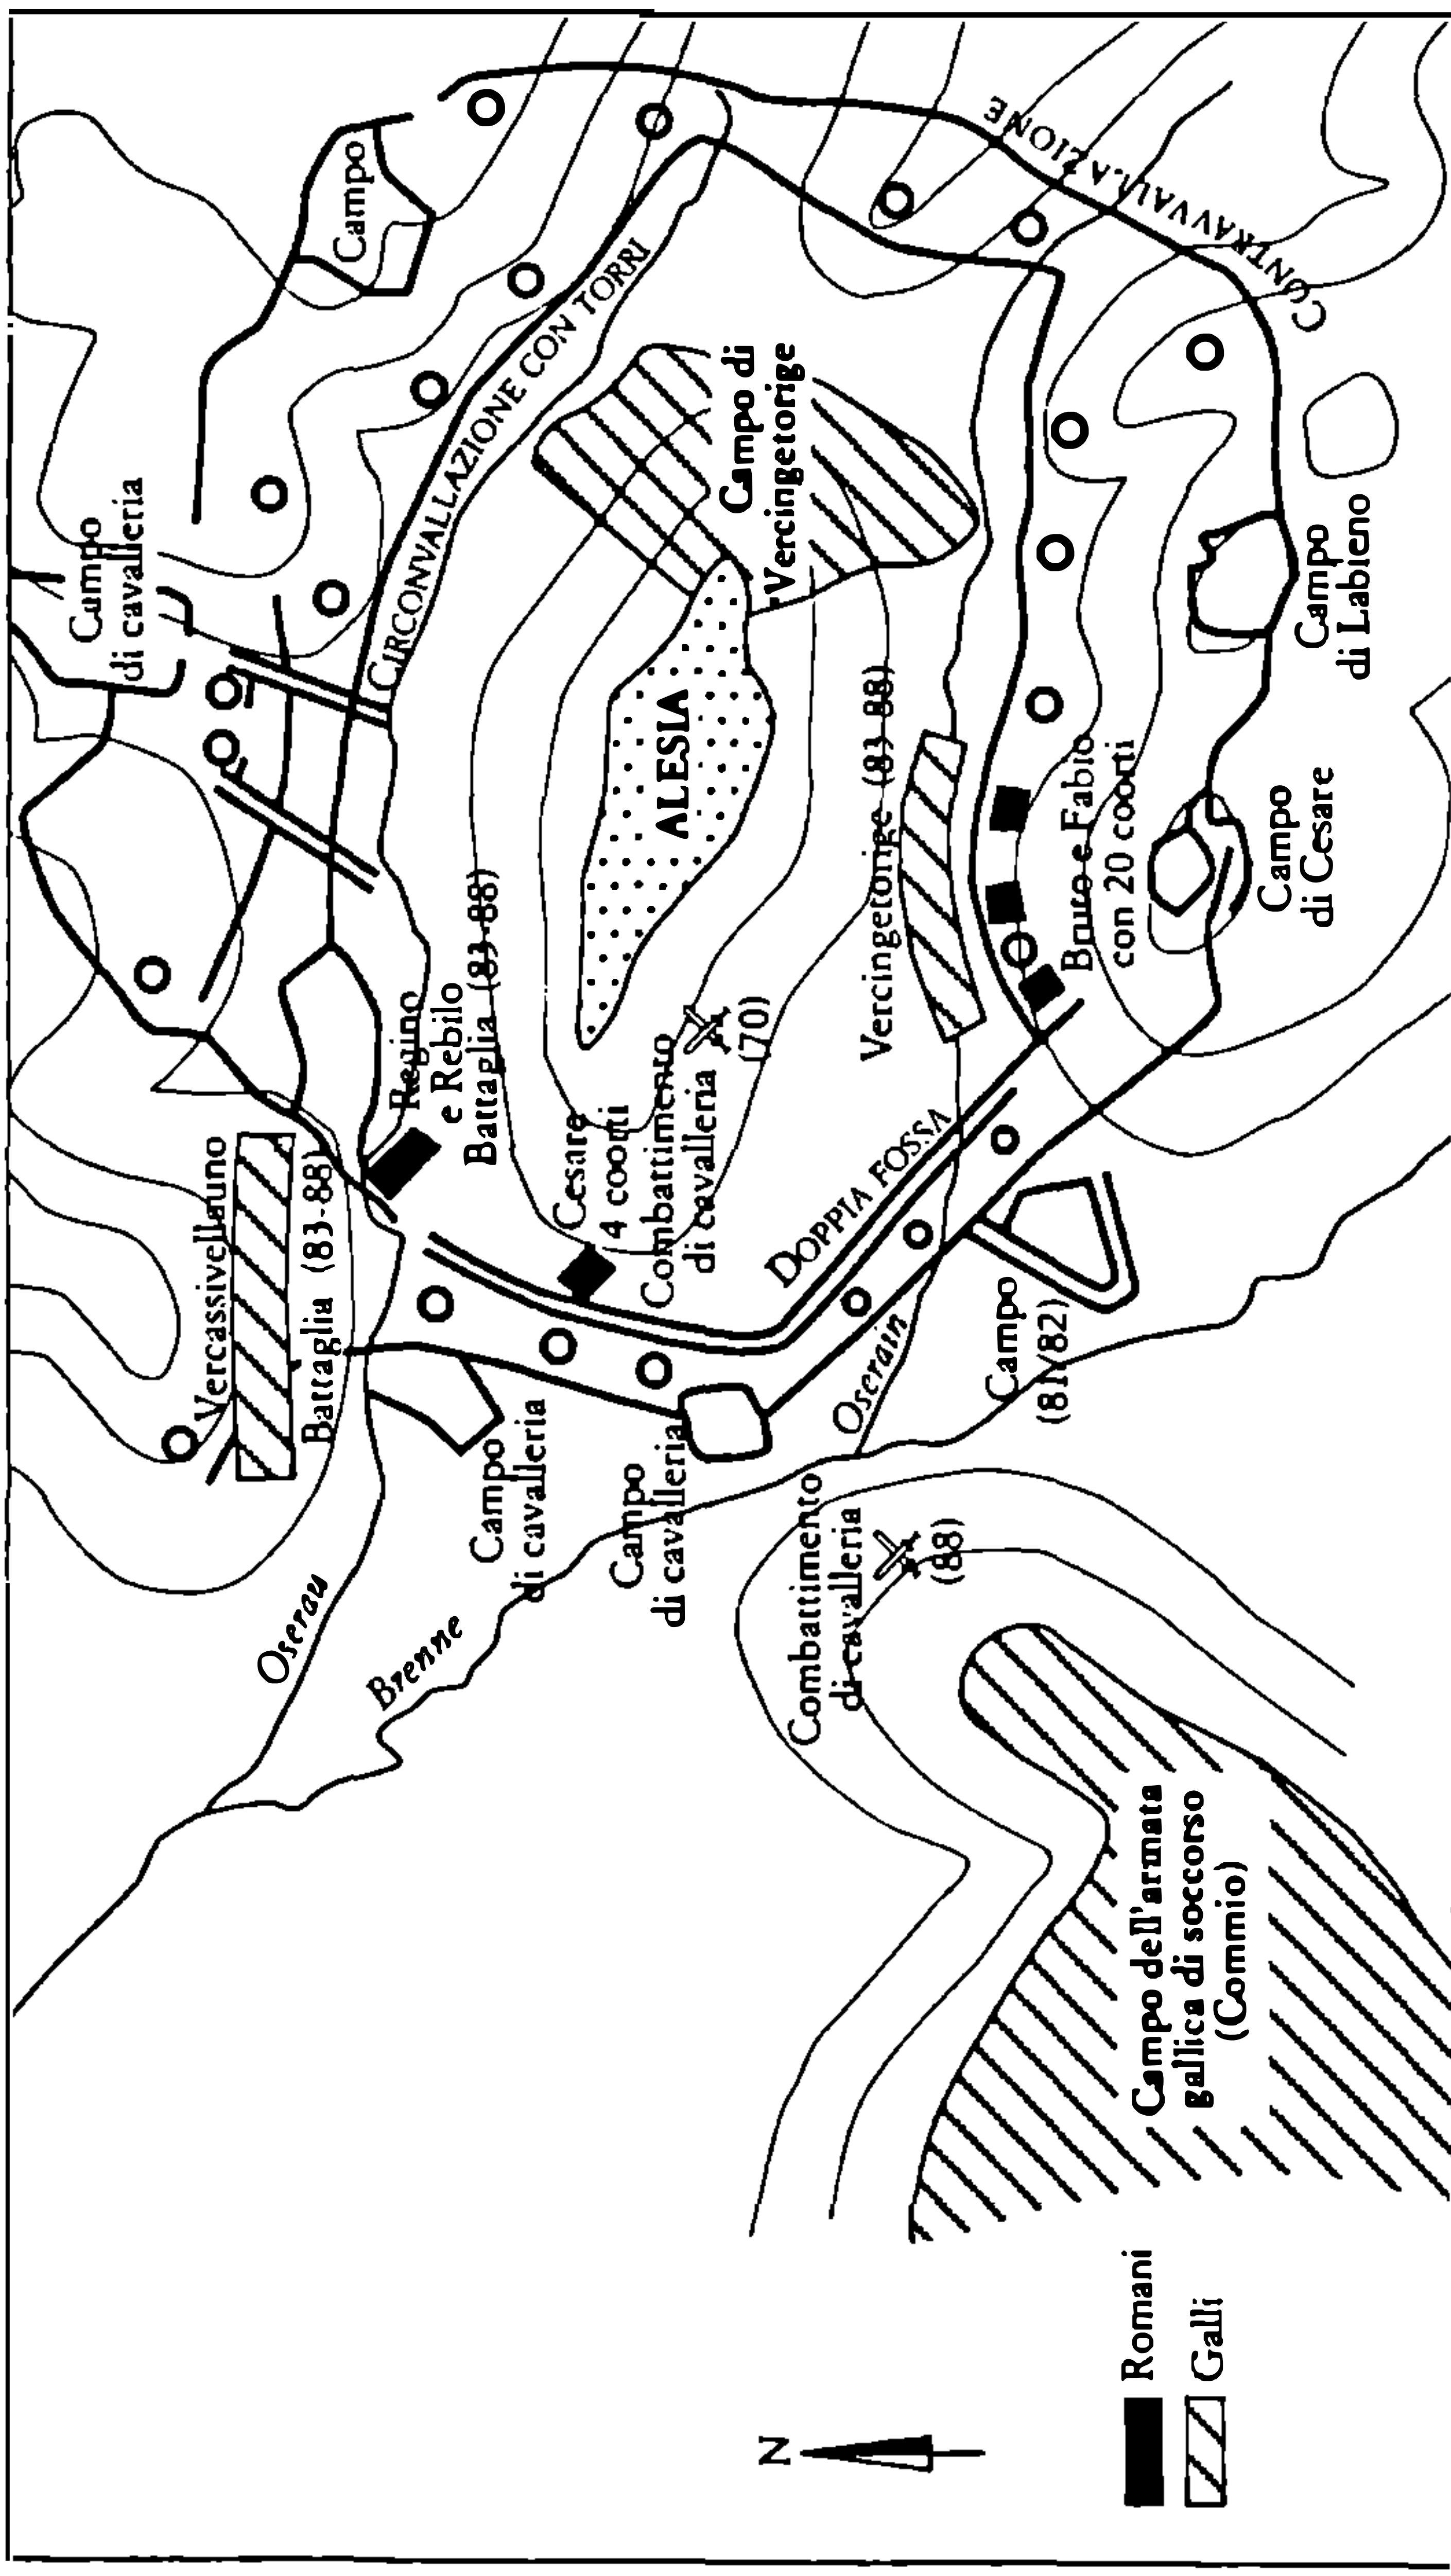 Campo
di cavalleria
Campo
CIRCONVALLAZIONE CON TORRI
CONTRAVVALLAZIONE
Vercassivellauno
Battaglia (83-88)
Regino
e Rebilo
Battaglia (83-88)
Oserau
Brenne
Campo
di cavalleria
Campo
di cavalleria
Cesare
4 coorti
Combattimento
di cavalleria
(70)
ALESIA
Campo di
Vercingetorige
DOPPIA FOSSA
Vercingetorige (83-88)
Oserain
Combattimento
di cavalleria
(88)
Campo
(81/82)
Bruto e Fabio
con 20 coorti
Campo
di Cesare
Campo
di Labieno
Campo dell'armata
gallica di soccorso
(Commio)
N
Romani
Galli